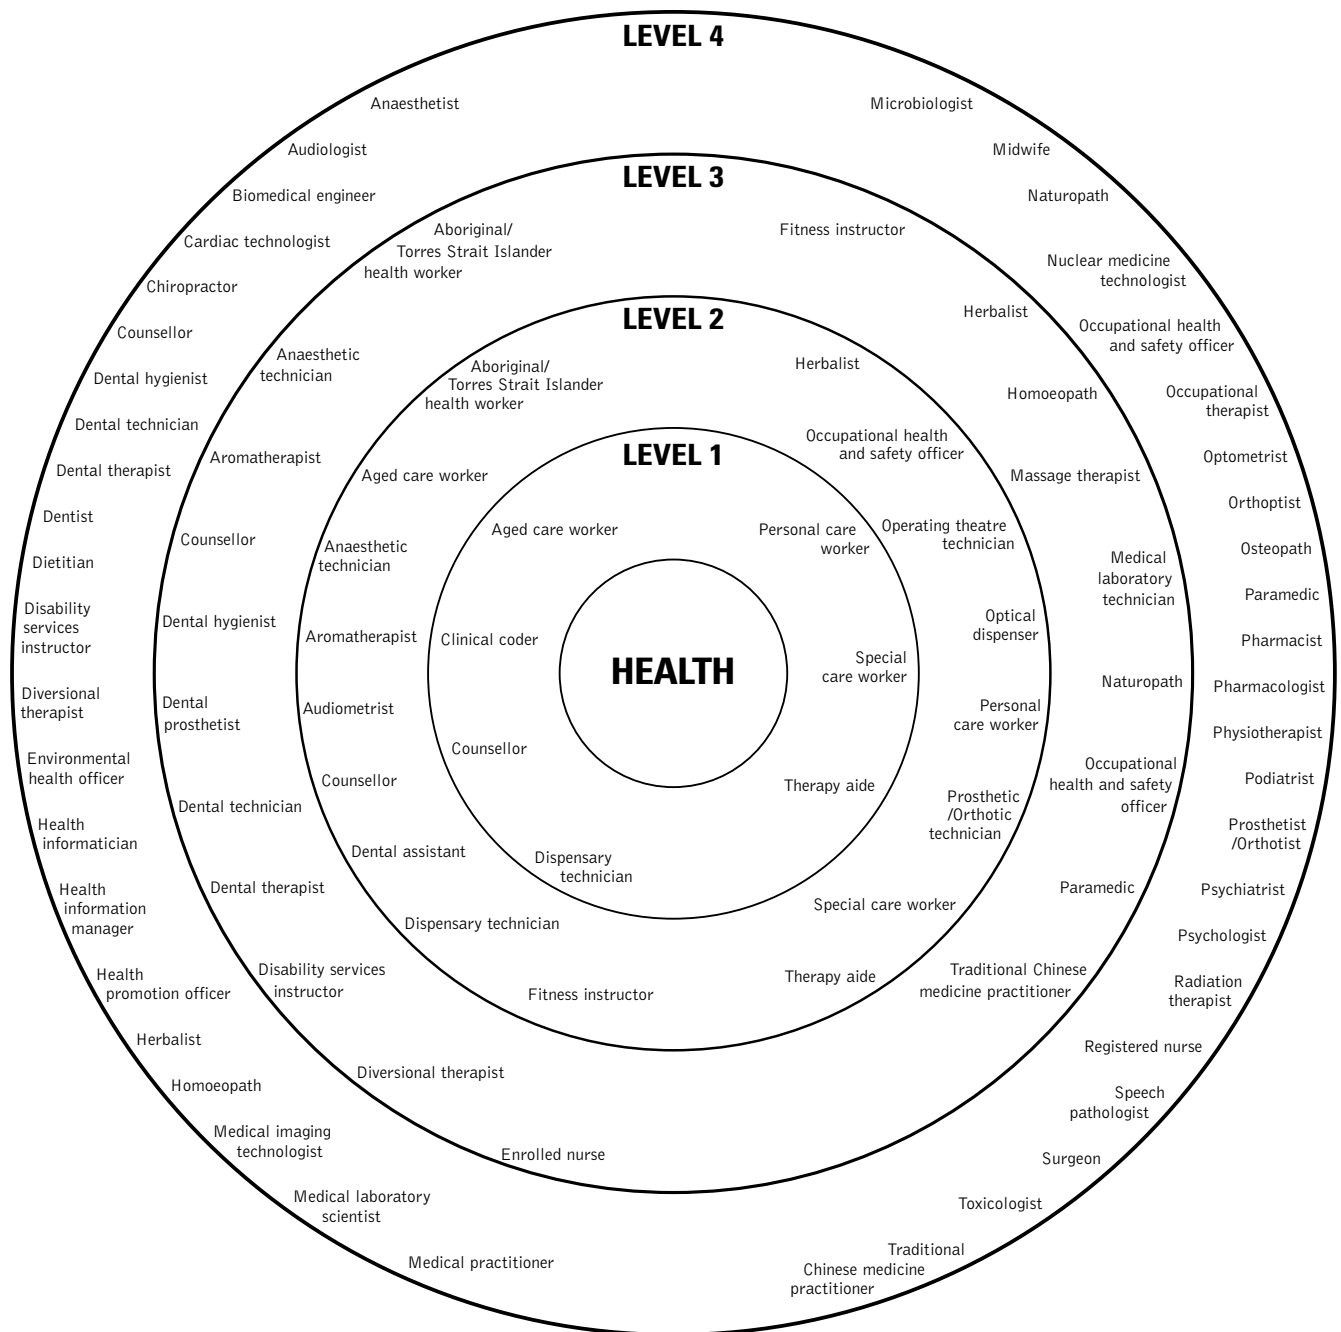 LEVEL 4
Anaesthetist
Audiologist
Biomedical engineer
Cardiac technologist
Chiropractor
Counsellor
Dental hygienist
Dental technician
Dental therapist
Dentist
Dietitian
Disability
services
instructor
Diversional
therapist
Environmental
health officer
Health
informatician
Health
information
manager
Health
promotion officer
Herbalist
Homoeopath
Medical imaging
technologist
Medical laboratory
scientist
Medical practitioner
Microbiologist
Midwife
Naturopath
Nuclear medicine
technologist
Occupational health
and safety officer
Occupational
therapist
Optometrist
Orthoptist
Osteopath
Paramedic
Pharmacist
Pharmacologist
Physiotherapist
Podiatrist
Prosthetist
/Orthotist
Psychiatrist
Psychologist
Radiation
therapist
Registered nurse
Speech
pathologist
Surgeon
Toxicologist
Traditional
Chinese medicine
practitioner
LEVEL 3
Aboriginal/
Torres Strait Islander
health worker
Anaesthetic
technician
Aromatherapist
Counsellor
Dental hygienist
Dental
prosthetist
Dental technician
Dental therapist
Disability services
instructor
Diversional therapist
Enrolled nurse
Fitness instructor
Herbalist
Homoeopath
Massage therapist
Medical
laboratory
technician
Naturopath
Occupational
health and safety
officer
Paramedic
Traditional Chinese
medicine practitioner
LEVEL 2
Aboriginal/
Torres Strait Islander
health worker
Aged care worker
Anaesthetic
technician
Aromatherapist
Audiometrist
Counsellor
Dental assistant
Dispensary technician
Fitness instructor
Herbalist
Occupational health
and safety officer
Operating theatre
technician
Optical
dispenser
Personal
care worker
Prosthetic
/Orthotic
technician
Special care worker
Therapy aide
LEVEL 1
Aged care worker
Clinical coder
Counsellor
Dispensary
technician
Personal care
worker
Special
care worker
Therapy aide
HEALTH